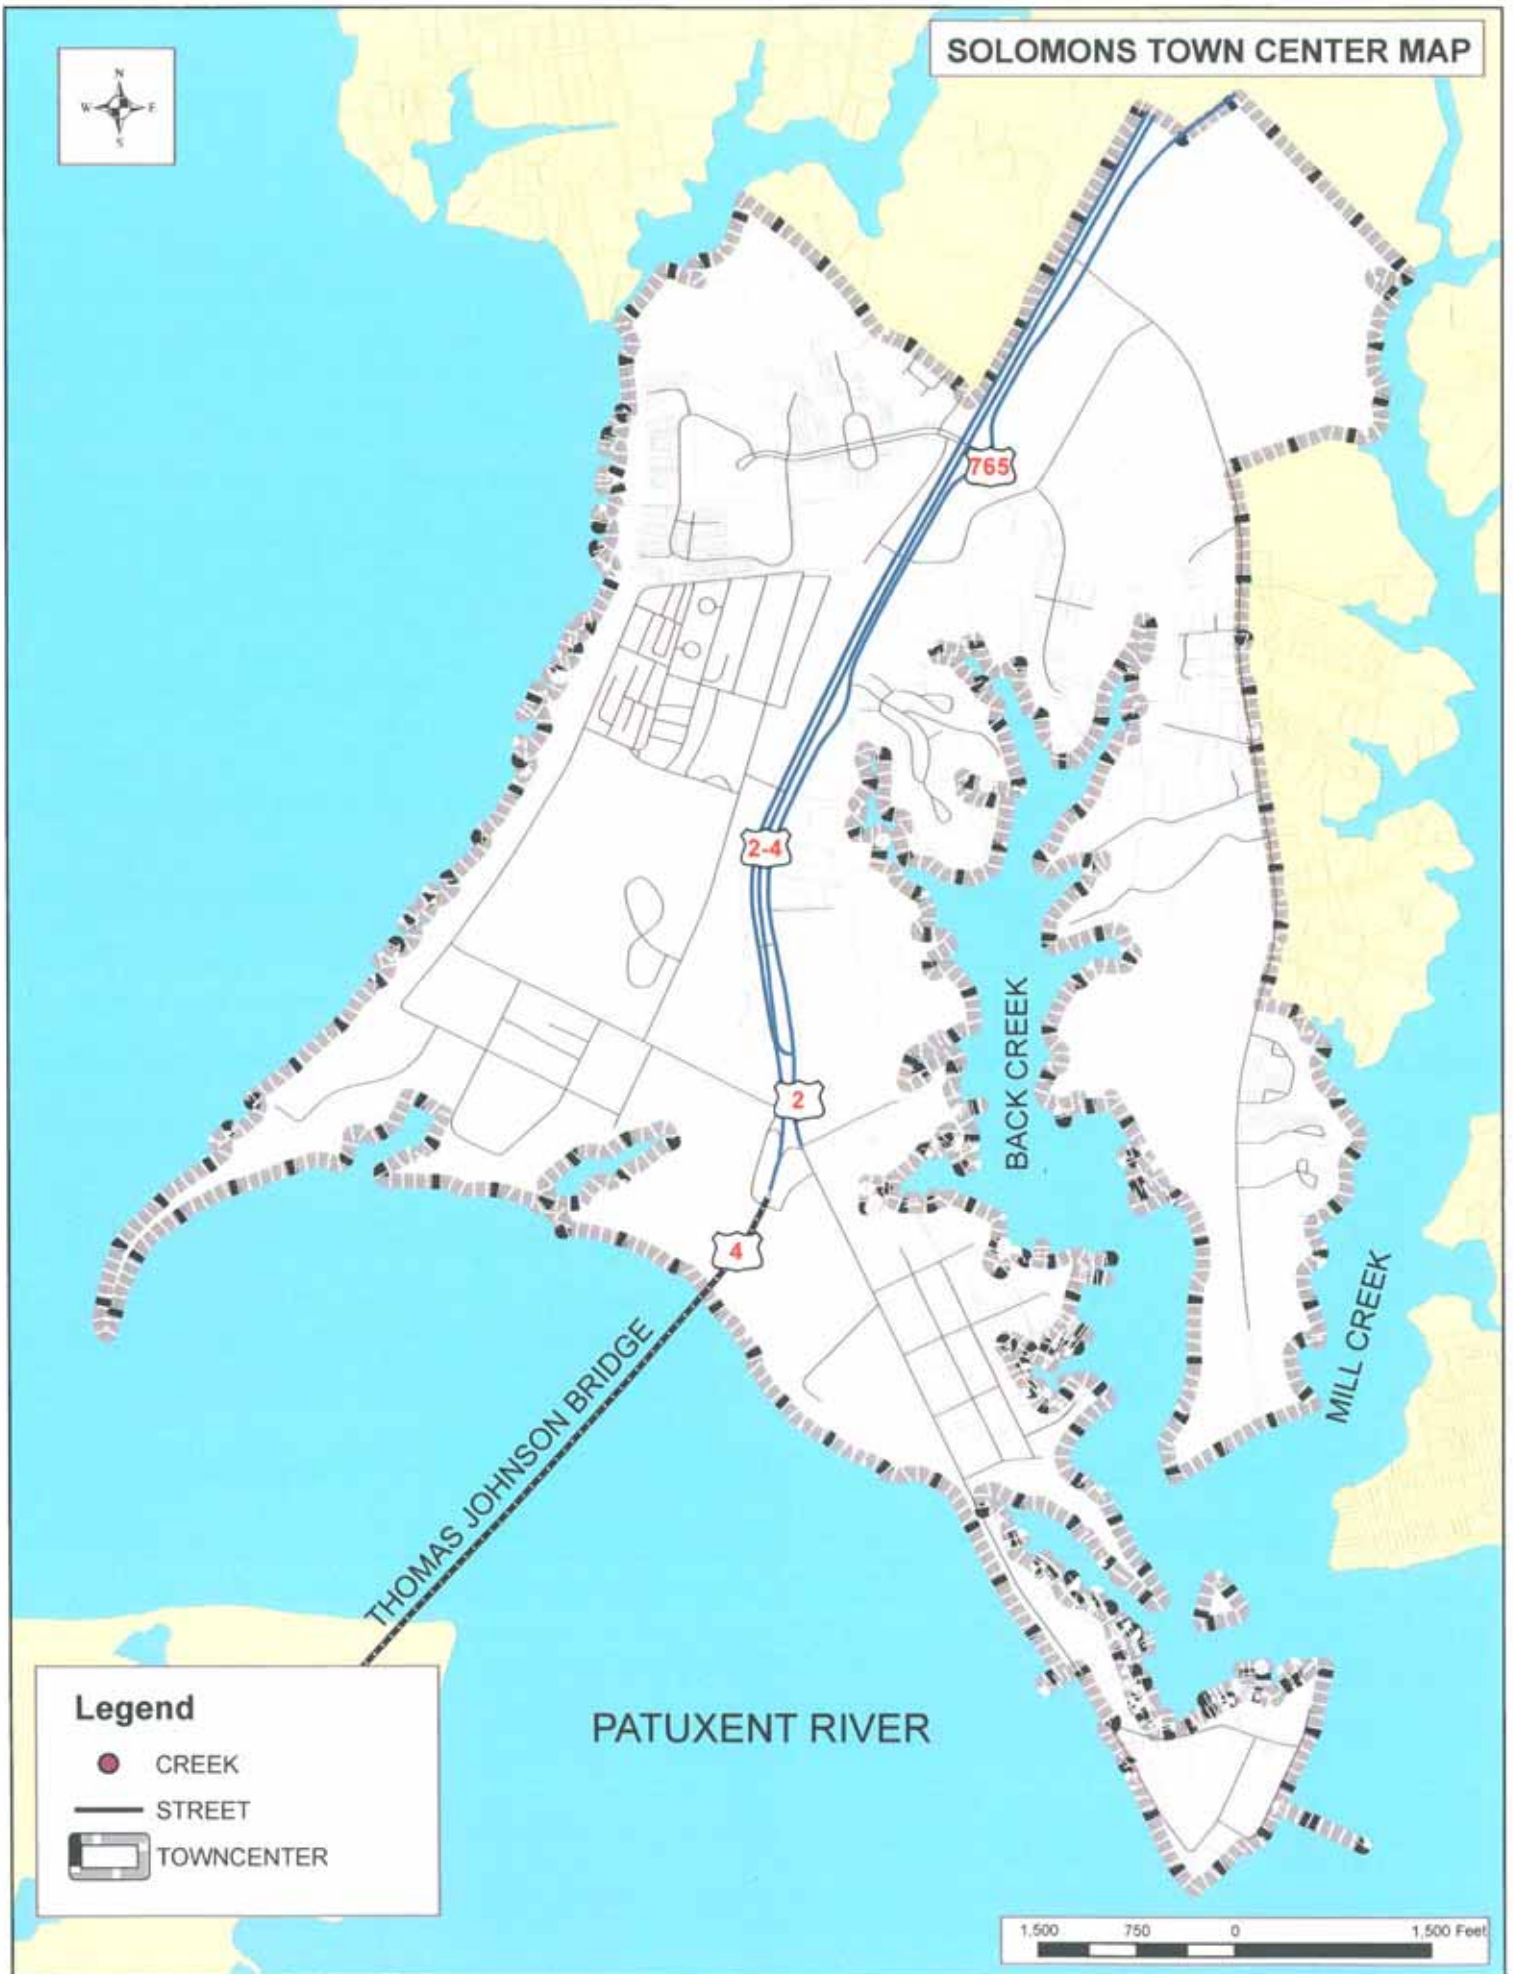 SOLOMONS TOWN CENTER MAP
N
W E
S
765
2-4
2
BACK CREEK
4
MILL CREEK
THOMAS JOHNSON BRIDGE
PATUXENT RIVER
Legend
CREEK
STREET
TOWNCENTER
1,500 750 0 1,500 Feet